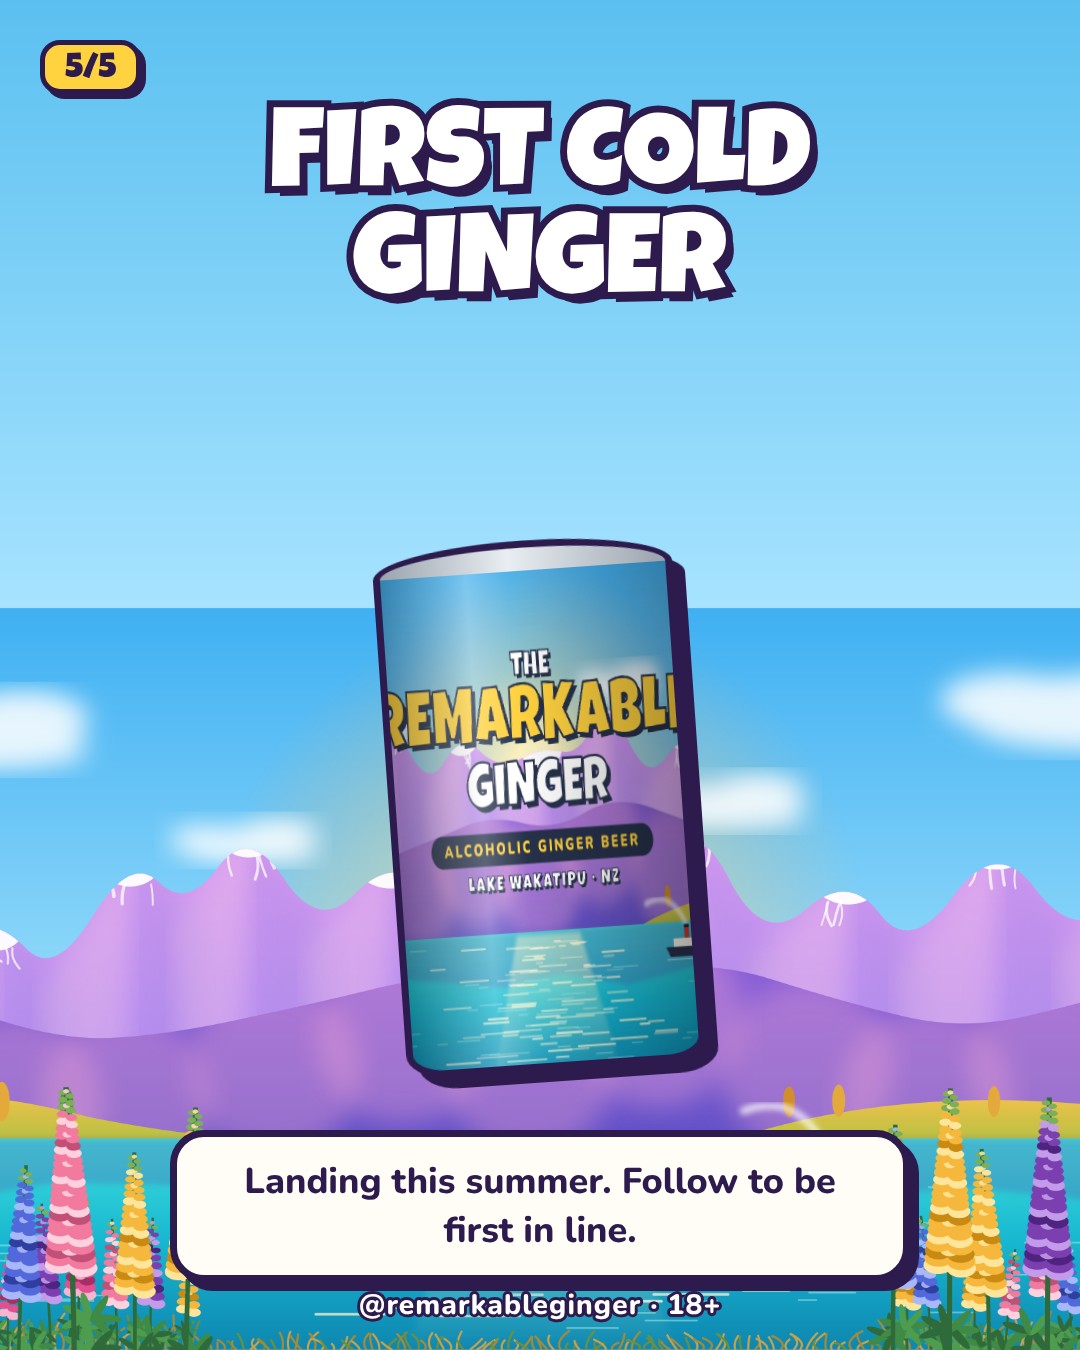 5/5
FIRST COLD
GINGER
THE
REMARKABL
GINGER
ALCOHOLIC GINGER BEER
LAKE WAKATIPU · NZ
Landing this summer. Follow to be
first in line.
@remarkableginger · 18+